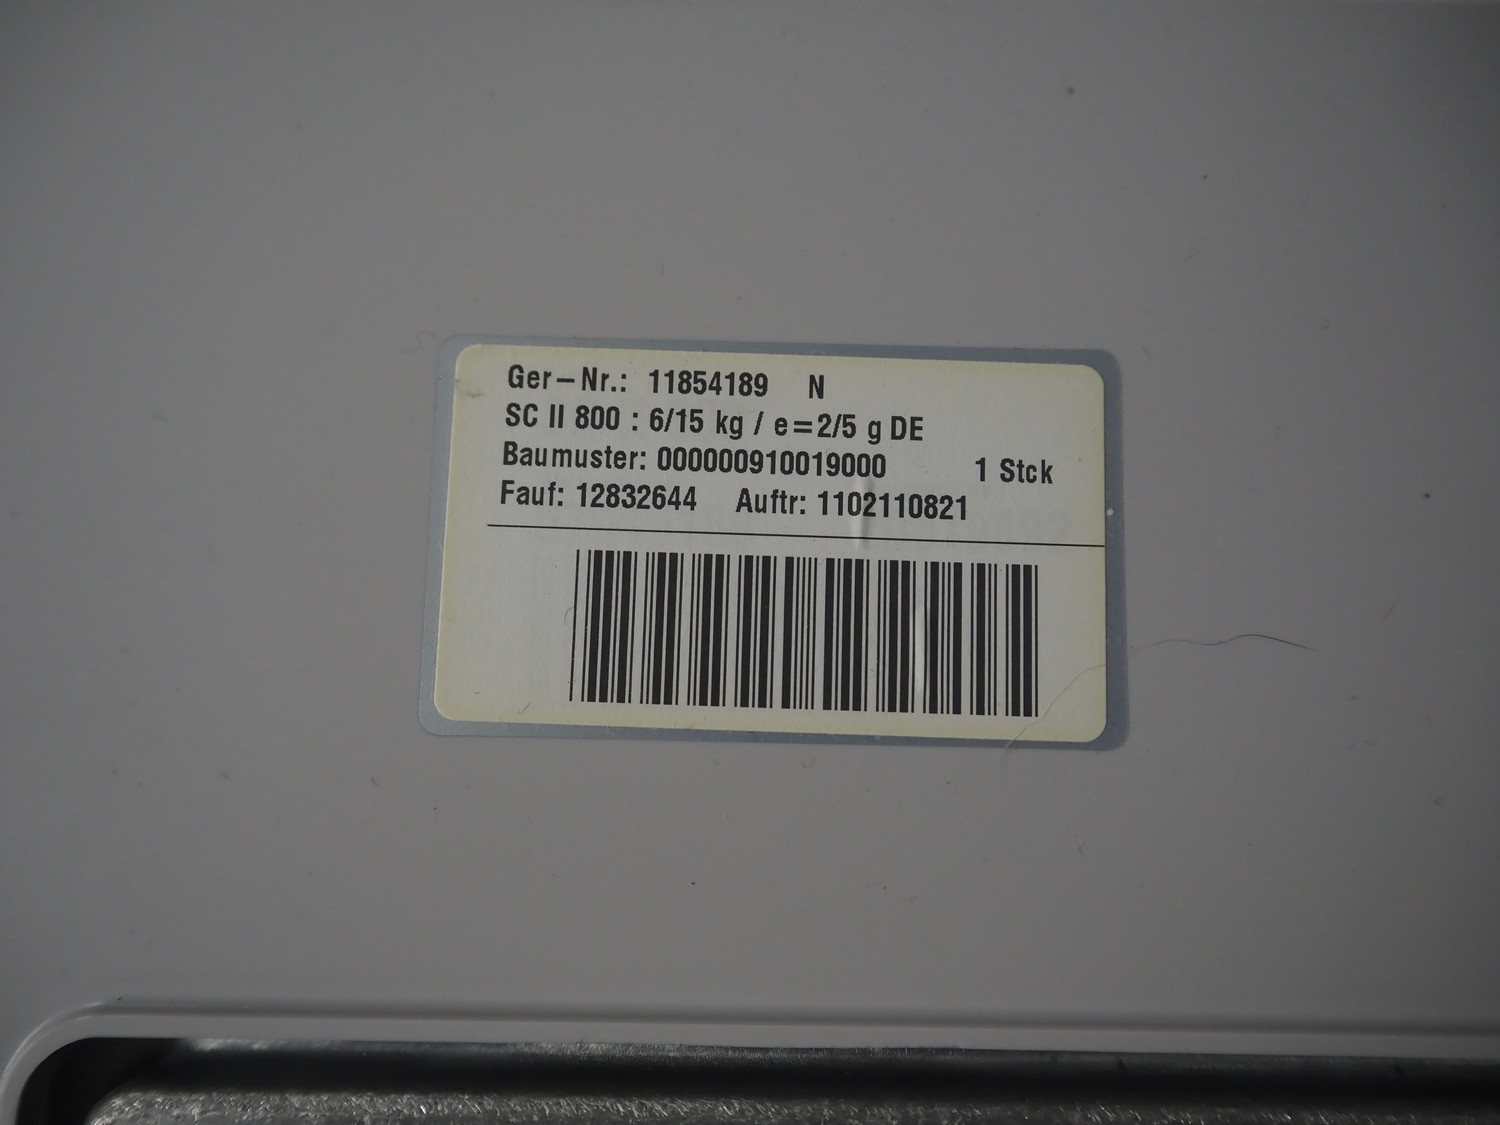 Ger-Nr.: 11854189 N
SC II 800 : 6/15 kg / e=2/5 g DE
Baumuster: 000000910019000 1 Stck
Fauf: 12832644 Auftr: 1102110821